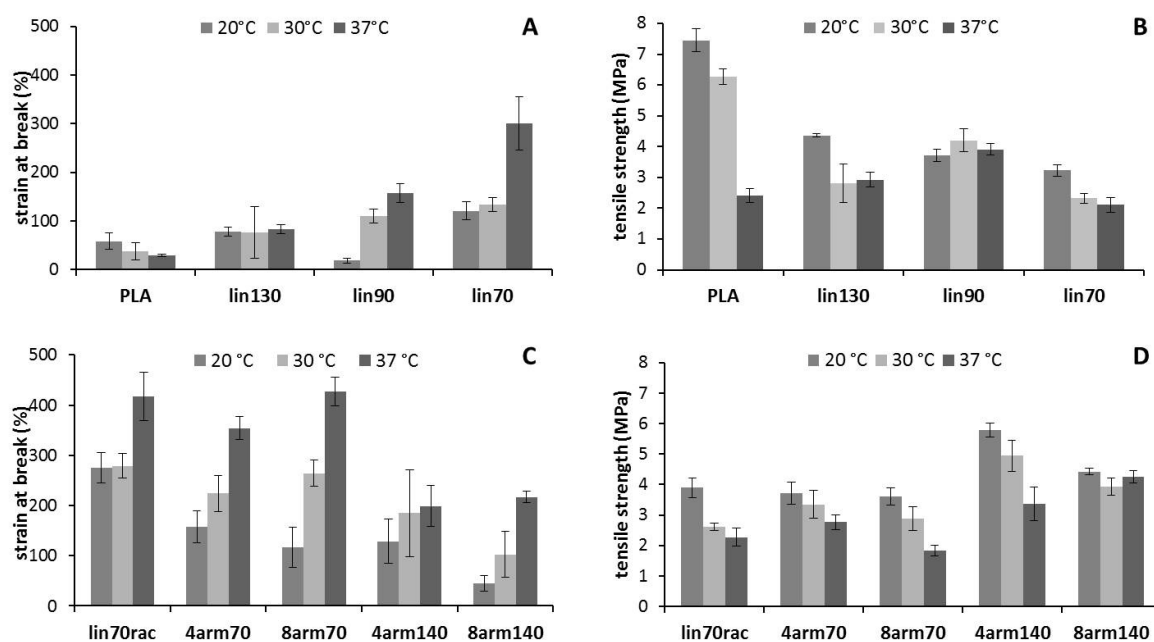 strain at break (%)
500
400
300
200
100
0
20°C 30°C 37°C
A
PLA lin130 lin90 lin70
tensile strength (MPa)
8
7
6
5
4
3
2
1
0
20°C 30°C 37°C
B
PLA lin130 lin90 lin70
strain at break (%)
500
400
300
200
100
0
20 °C 30 °C 37 °C
C
lin70rac 4arm70 8arm70 4arm140 8arm140
tensile strength (MPa)
8
7
6
5
4
3
2
1
0
20 °C 30 °C 37 °C
D
lin70rac 4arm70 8arm70 4arm140 8arm140